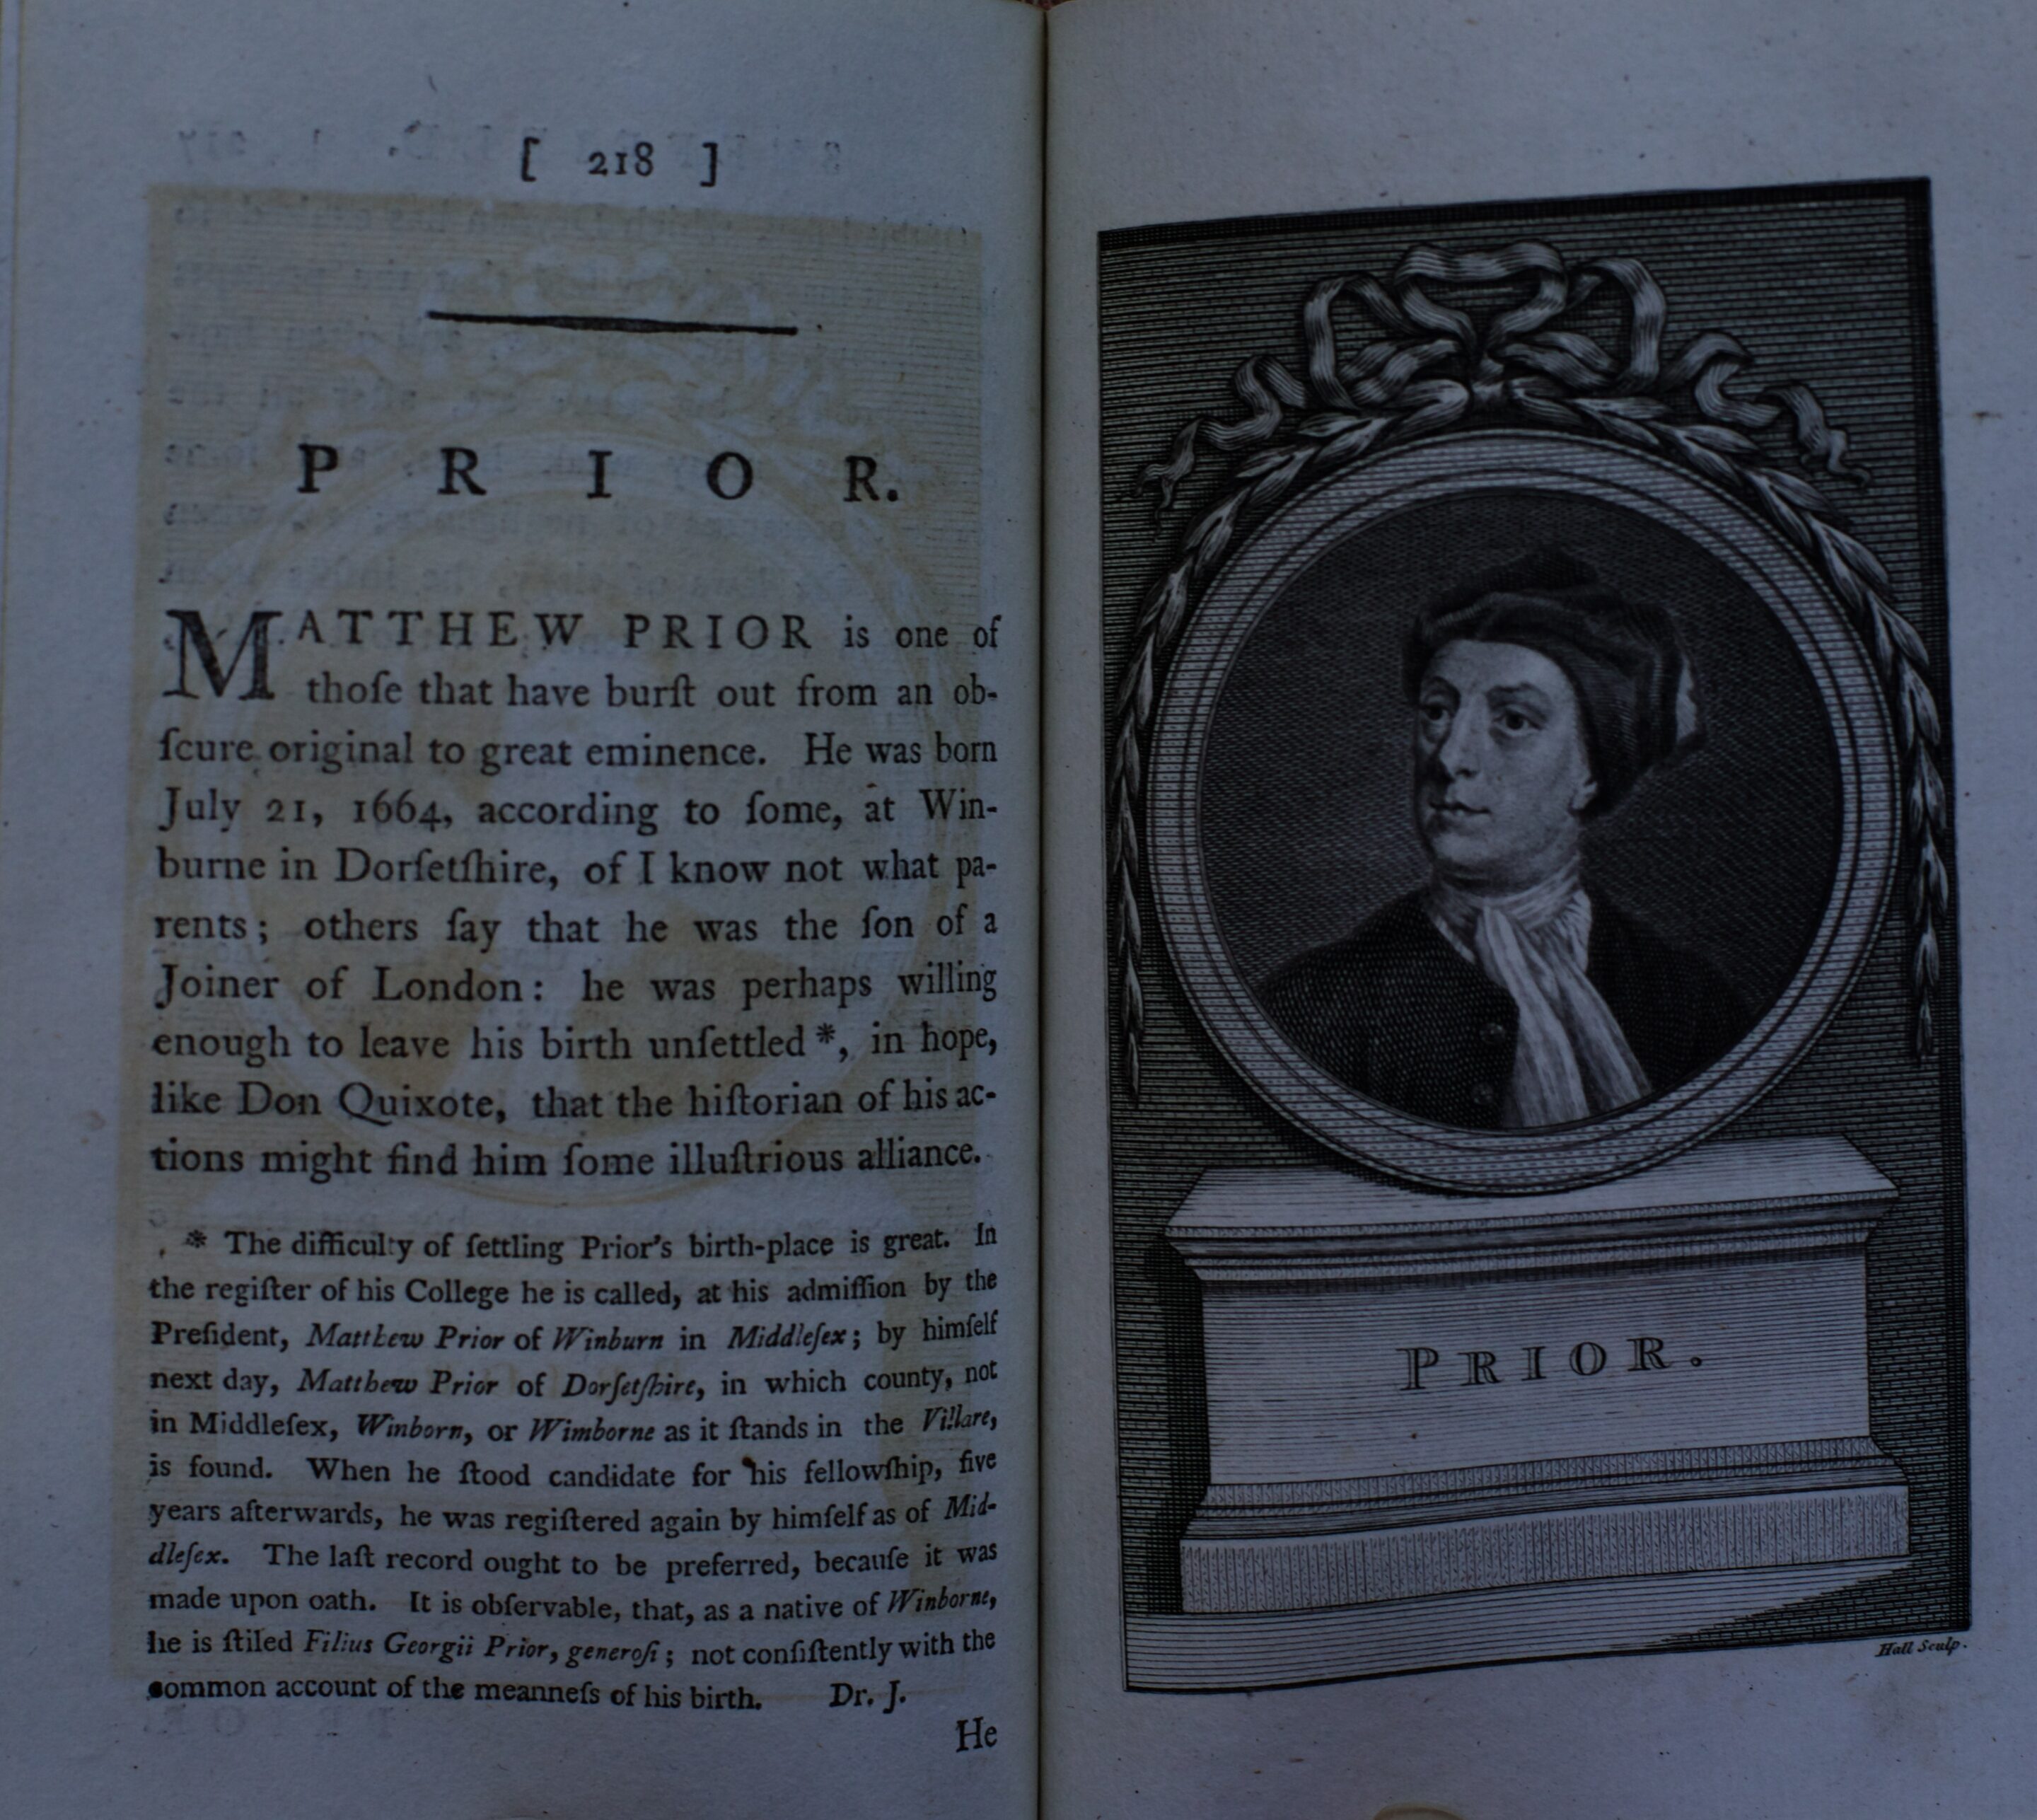 [ 218 ]
P R I O R.
MATTHEW PRIOR is one of
thoſe that have burſt out from an ob-
ſcure original to great eminence. He was born
July 21, 1664, according to ſome, at Win-
burne in Dorſetſhire, of I know not what pa-
rents; others ſay that he was the ſon of a
Joiner of London: he was perhaps willing
enough to leave his birth unſettled *, in hope,
like Don Quixote, that the hiſtorian of his ac-
tions might find him ſome illuſtrious alliance.
* The difficulty of ſettling Prior's birth-place is great. In
the regiſter of his College he is called, at his admiſſion by the
Preſident, Matthew Prior of Winburn in Middleſex; by himſelf
next day, Matthew Prior of Dorſetſhire, in which county, not
in Middleſex, Winborn, or Wimborne as it ſtands in the Villare,
is found. When he ſtood candidate for his fellowſhip, five
years afterwards, he was regiſtered again by himſelf as of Mid-
dleſex. The laſt record ought to be preferred, becauſe it was
made upon oath. It is obſervable, that, as a native of Winborne,
he is ſtiled Filius Georgii Prior, generoſi; not conſiſtently with the
common account of the meanneſs of his birth. Dr. J.
He
PRIOR.
Hall Sculp.